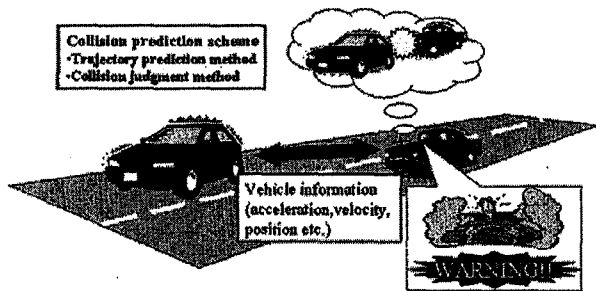 Collision prediction scheme
•Trajectory prediction method
•Collision judgment method
Vehicle information
(acceleration,velocity,
position etc.)
WARNING!!